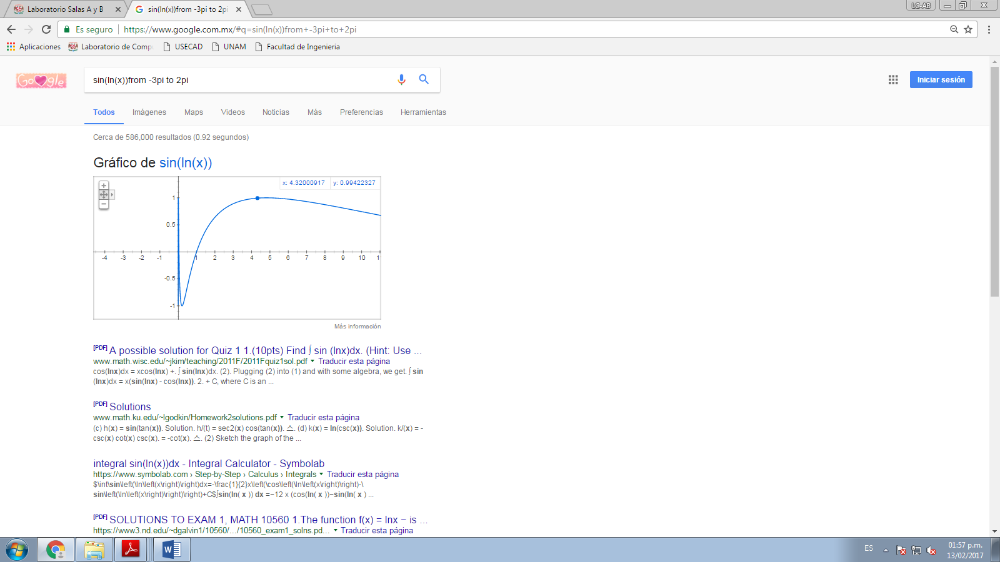 Laboratorio Salas A y B
sin(ln(x))from -3pi to 2pi
LC-AB
Es seguro
https://www.google.com.mx/#q=sin(ln(x))from+-3pi+to+2pi
Aplicaciones
Laboratorio de Compu
USECAD
UNAM
Facultad de Ingenieria
Google
sin(ln(x))from -3pi to 2pi
Iniciar sesión
Todos Imágenes Maps Videos Noticias Más Preferencias Herramientas
Cerca de 586,000 resultados (0.92 segundos)
Gráfico de sin(ln(x))
x: 4.32000917 y: 0.99422327
1
0.5
-4 -3 -2 -1 1 2 3 4 5 6 7 8 9 10 1
-0.5
-1
Más información
[PDF] A possible solution for Quiz 1 1.(10pts) Find ∫ sin (lnx)dx. (Hint: Use ...
www.math.wisc.edu/~jkim/teaching/2011F/2011Fquiz1sol.pdf Traducir esta página
cos(lnx)dx = xcos(lnx) +. ∫ sin(lnx)dx. (2). Plugging (2) into (1) and with some algebra, we get. ∫ sin
(lnx)dx = x(sin(lnx) - cos(lnx)). 2. + C, where C is an ...
[PDF] Solutions
www.math.ku.edu/~lgodkin/Homework2solutions.pdf Traducir esta página
(c) h(x) = sin(tan(x)). Solution. h/(t) = sec2(x) cos(tan(x)). 스. (d) k(x) = ln(csc(x)). Solution. k/(x) = -
csc(x) cot(x) csc(x). = -cot(x). 스. (2) Sketch the graph of the ...
integral sin(ln(x))dx - Integral Calculator - Symbolab
https://www.symbolab.com › Step-by-Step › Calculus › Integrals Traducir esta página
$\int\sin\left(\ln\left(x\right)\right)dx=-\frac{1}{2}x\left(\cos\left(\ln\left(x\right)\right)-\
sin\left(\ln\left(x\right)\right)\right)+C$∫sin(ln( x )) dx =−12 x (cos(ln( x ))−sin(ln( x ) ...
[PDF] SOLUTIONS TO EXAM 1, MATH 10560 1.The function f(x) = lnx − is ...
https://www3.nd.edu/~dgalvin1/10560/.../10560_exam1_solns.pd... Traducir esta página
ES
01:57 p.m.
13/02/2017